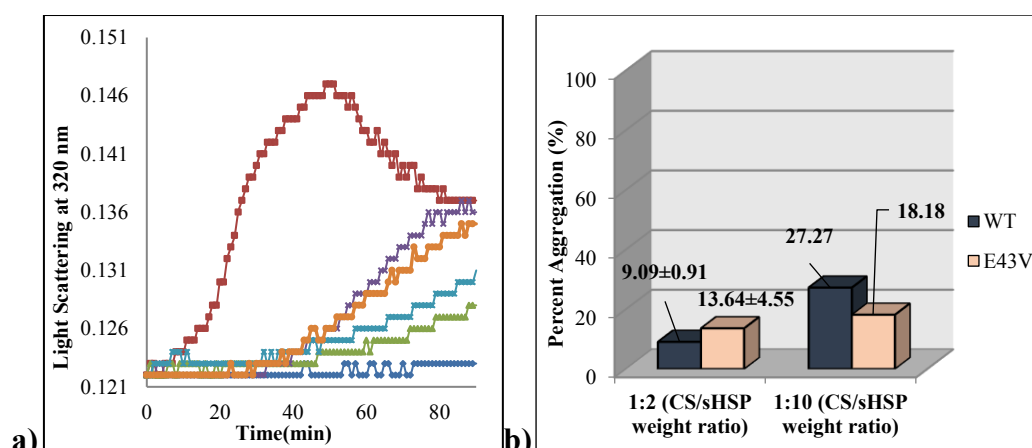 Light Scattering at 320 nm
0.151
0.146
0.141
0.136
0.131
0.126
0.121
0
20
40
60
80
Time(min)
a)
Percent Aggregation (%)
100
80
60
40
20
0
9.09±0.91
13.64±4.55
27.27
18.18
1:2 (CS/sHSP
weight ratio)
1:10 (CS/sHSP
weight ratio)
WT
E43V
b)